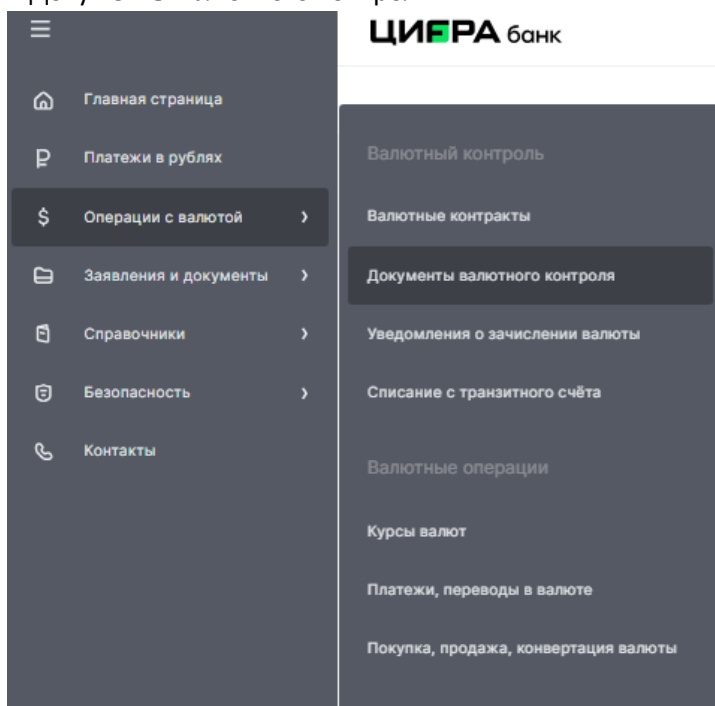 ЦИФРА банк
Главная страница
Платежи в рублях
Операции с валютой
Заявления и документы
Справочники
Безопасность
Контакты
Валютный контроль
Валютные контракты
Документы валютного контроля
Уведомления о зачислении валюты
Списание с транзитного счёта
Валютные операции
Курсы валют
Платежи, переводы в валюте
Покупка, продажа, конвертация валюты